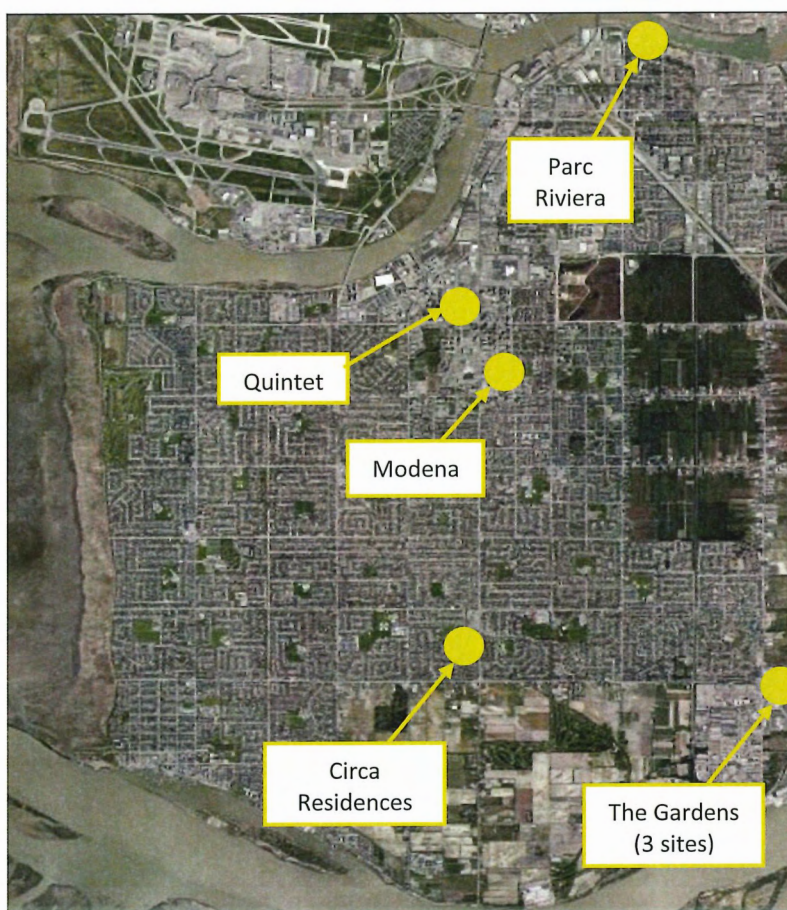 Parc
Riviera
Quintet
Modena
Circa
Residences
The Gardens
(3 sites)